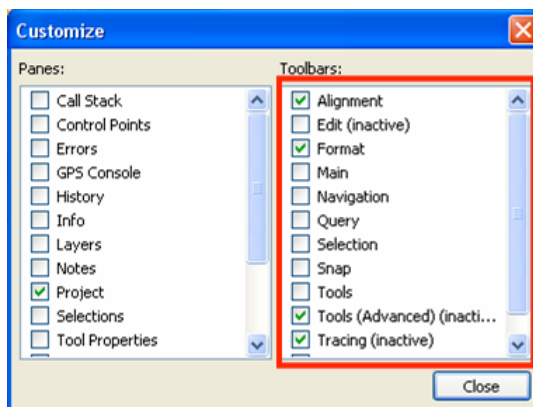 Customize
Panes:
Call Stack
Control Points
Errors
GPS Console
History
Info
Layers
Notes
Project
Selections
Tool Properties
Toolbars:
Alignment
Edit (inactive)
Format
Main
Navigation
Query
Selection
Snap
Tools
Tools (Advanced) (inacti...
Tracing (inactive)
Close